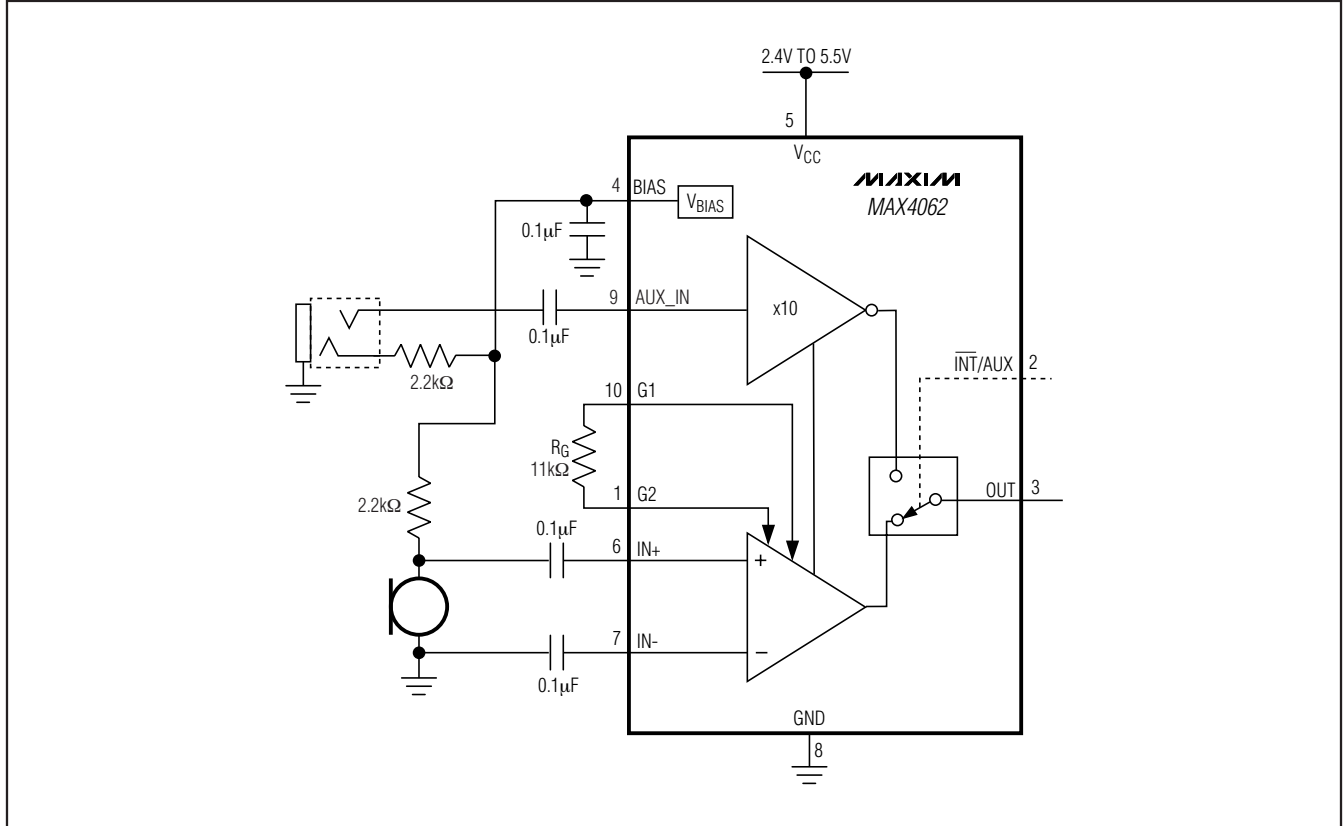 2.4V TO 5.5V
5
VCC
MAXIM
MAX4062
4 BIAS
VBIAS
0.1μF
9 AUX_IN
x10
0.1μF
2.2kΩ
INT/AUX 2
10 G1
RG
11kΩ
2.2kΩ
1 G2
OUT 3
0.1μF
6 IN+
+
7 IN-
−
0.1μF
GND
8